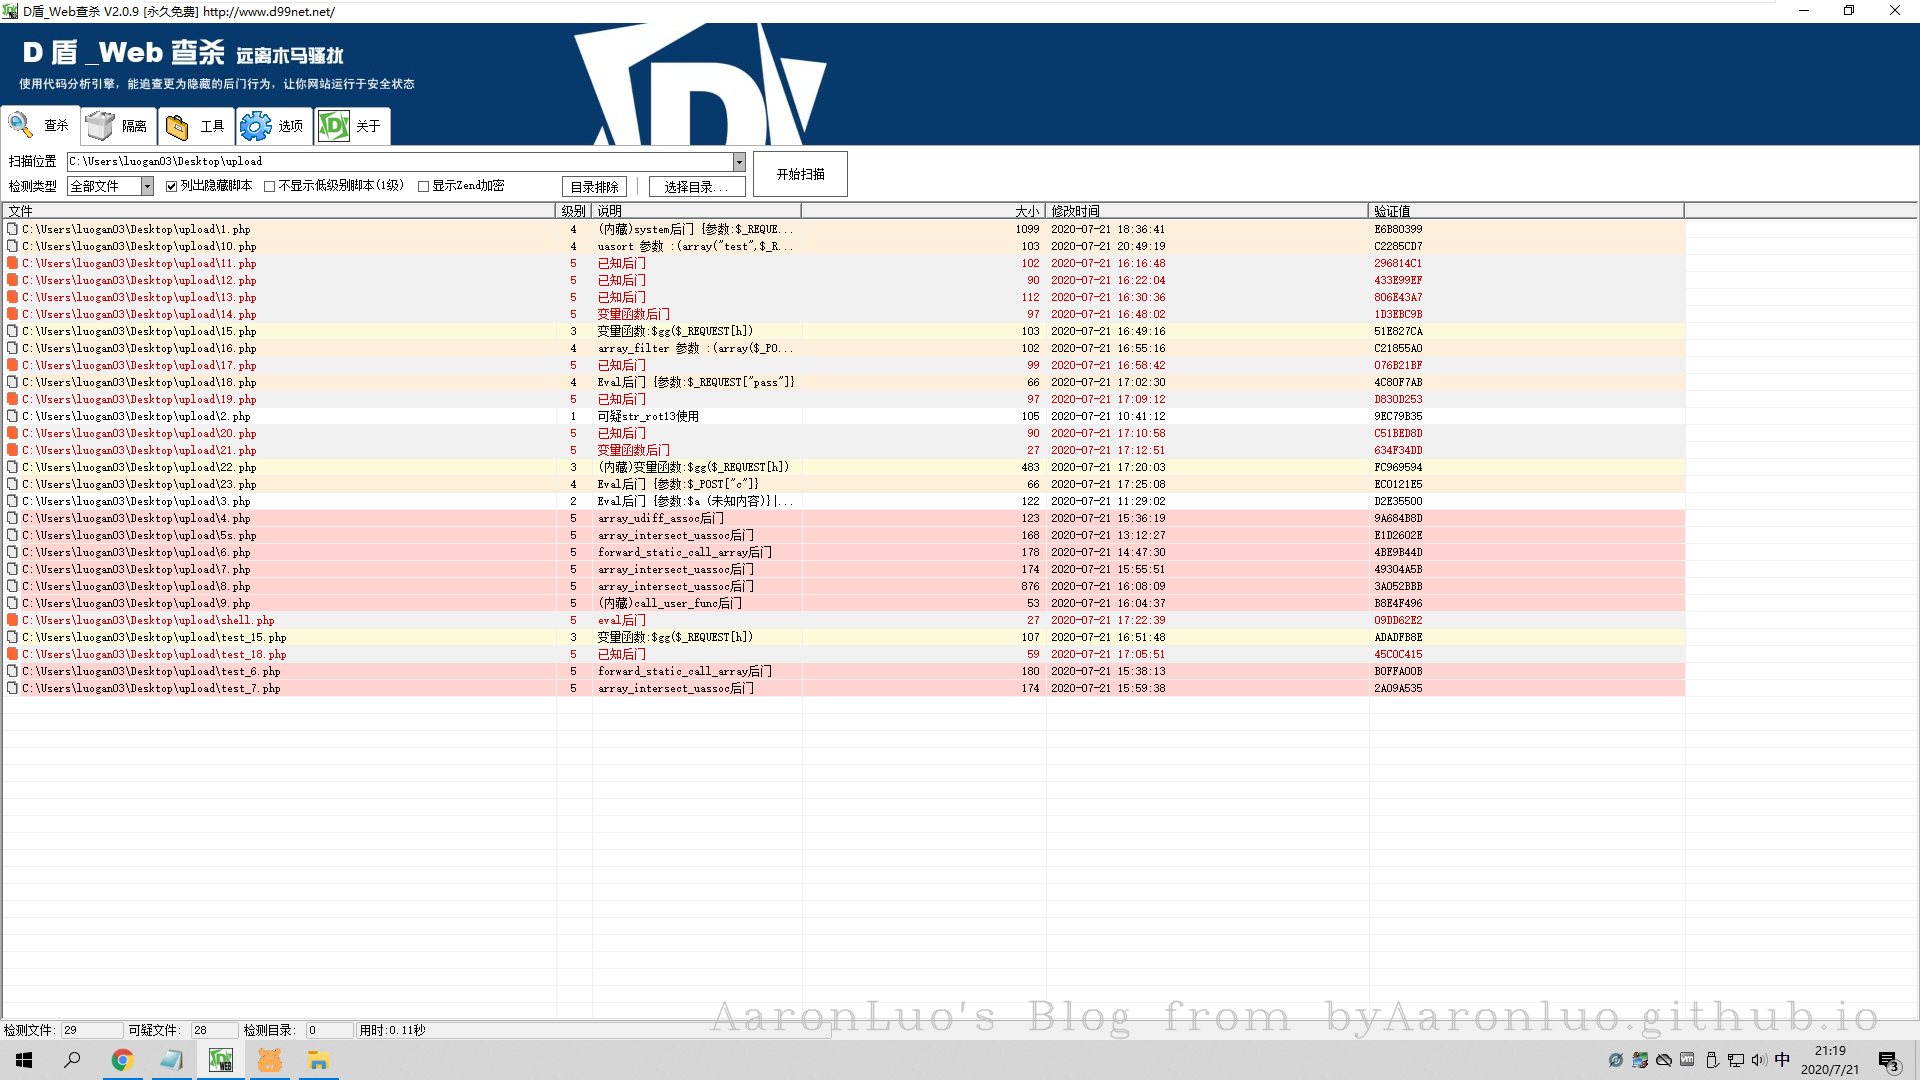 D盾_Web查杀 V2.0.9 [永久免费] http://www.d99net.net/
D 盾 _Web 查杀 远离木马骚扰
使用代码分析引擎，能追查更为隐藏的后门行为，让你网站运行于安全状态
查杀 隔离 工具 选项 关于
扫描位置 C:\Users\luogan03\Desktop\upload 开始扫描
检测类型 全部文件 列出隐藏脚本 不显示低级别脚本(1级) 显示Zend加密 目录排除 选择目录...
文件 级别 说明 大小 修改时间 验证值
C:\Users\luogan03\Desktop\upload\1.php 4 (内藏)system后门 {参数:$_REQUE... 1099 2020-07-21 18:36:41 E6B80399
C:\Users\luogan03\Desktop\upload\10.php 4 uasort 参数 :(array("test",$_R... 103 2020-07-21 20:49:19 C2285CD7
C:\Users\luogan03\Desktop\upload\11.php 5 已知后门 102 2020-07-21 16:16:48 296814C1
C:\Users\luogan03\Desktop\upload\12.php 5 已知后门 90 2020-07-21 16:22:04 433E99EF
C:\Users\luogan03\Desktop\upload\13.php 5 已知后门 112 2020-07-21 16:30:36 806E43A7
C:\Users\luogan03\Desktop\upload\14.php 5 变量函数后门 97 2020-07-21 16:48:02 1D3EBC9B
C:\Users\luogan03\Desktop\upload\15.php 3 变量函数:$gg($_REQUEST[h]) 103 2020-07-21 16:49:16 51E827CA
C:\Users\luogan03\Desktop\upload\16.php 4 array_filter 参数 :(array($_PO... 102 2020-07-21 16:55:16 C21855A0
C:\Users\luogan03\Desktop\upload\17.php 5 已知后门 99 2020-07-21 16:58:42 076B21BF
C:\Users\luogan03\Desktop\upload\18.php 4 Eval后门 {参数:$_REQUEST["pass"]} 66 2020-07-21 17:02:30 4C80F7AB
C:\Users\luogan03\Desktop\upload\19.php 5 已知后门 97 2020-07-21 17:09:12 D830D253
C:\Users\luogan03\Desktop\upload\2.php 1 可疑str_rot13使用 105 2020-07-21 10:41:12 9EC79B35
C:\Users\luogan03\Desktop\upload\20.php 5 已知后门 90 2020-07-21 17:10:58 C51BED8D
C:\Users\luogan03\Desktop\upload\21.php 5 变量函数后门 27 2020-07-21 17:12:51 634F34DD
C:\Users\luogan03\Desktop\upload\22.php 3 (内藏)变量函数:$gg($_REQUEST[h]) 483 2020-07-21 17:20:03 FC969594
C:\Users\luogan03\Desktop\upload\23.php 4 Eval后门 {参数:$_POST["c"]} 66 2020-07-21 17:25:08 EC0121E5
C:\Users\luogan03\Desktop\upload\3.php 2 Eval后门 {参数:$a (未知内容)}|... 122 2020-07-21 11:29:02 D2E35500
C:\Users\luogan03\Desktop\upload\4.php 5 array_udiff_assoc后门 123 2020-07-21 15:36:19 9A684B8D
C:\Users\luogan03\Desktop\upload\5s.php 5 array_intersect_uassoc后门 168 2020-07-21 13:12:27 E1D2602E
C:\Users\luogan03\Desktop\upload\6.php 5 forward_static_call_array后门 178 2020-07-21 14:47:30 4BE9B44D
C:\Users\luogan03\Desktop\upload\7.php 5 array_intersect_uassoc后门 174 2020-07-21 15:55:51 49304A5B
C:\Users\luogan03\Desktop\upload\8.php 5 array_intersect_uassoc后门 876 2020-07-21 16:08:09 3A052BBB
C:\Users\luogan03\Desktop\upload\9.php 5 (内藏)call_user_func后门 53 2020-07-21 16:04:37 B8E4F496
C:\Users\luogan03\Desktop\upload\shell.php 5 eval后门 27 2020-07-21 17:22:39 09DD62E2
C:\Users\luogan03\Desktop\upload\test_15.php 3 变量函数:$gg($_REQUEST[h]) 107 2020-07-21 16:51:48 ADADFB8E
C:\Users\luogan03\Desktop\upload\test_18.php 5 已知后门 59 2020-07-21 17:05:51 45C0C415
C:\Users\luogan03\Desktop\upload\test_6.php 5 forward_static_call_array后门 180 2020-07-21 15:38:13 B0FFA00B
C:\Users\luogan03\Desktop\upload\test_7.php 5 array_intersect_uassoc后门 174 2020-07-21 15:59:38 2A09A535
AaronLuo's Blog from byAaronluo.github.io
检测文件: 29 可疑文件: 28 检测目录: 0 用时:0.11秒
中 21:19
2020/7/21 3